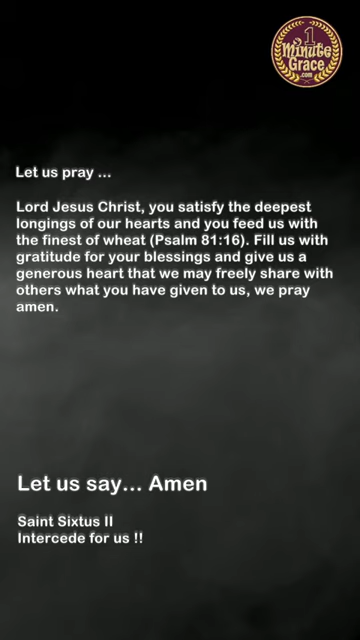 1
Minute
Grace
.com
Let us pray ...
Lord Jesus Christ, you satisfy the deepest
longings of our hearts and you feed us with
the finest of wheat (Psalm 81:16). Fill us with
gratitude for your blessings and give us a
generous heart that we may freely share with
others what you have given to us, we pray
amen.
Let us say... Amen
Saint Sixtus II
Intercede for us !!